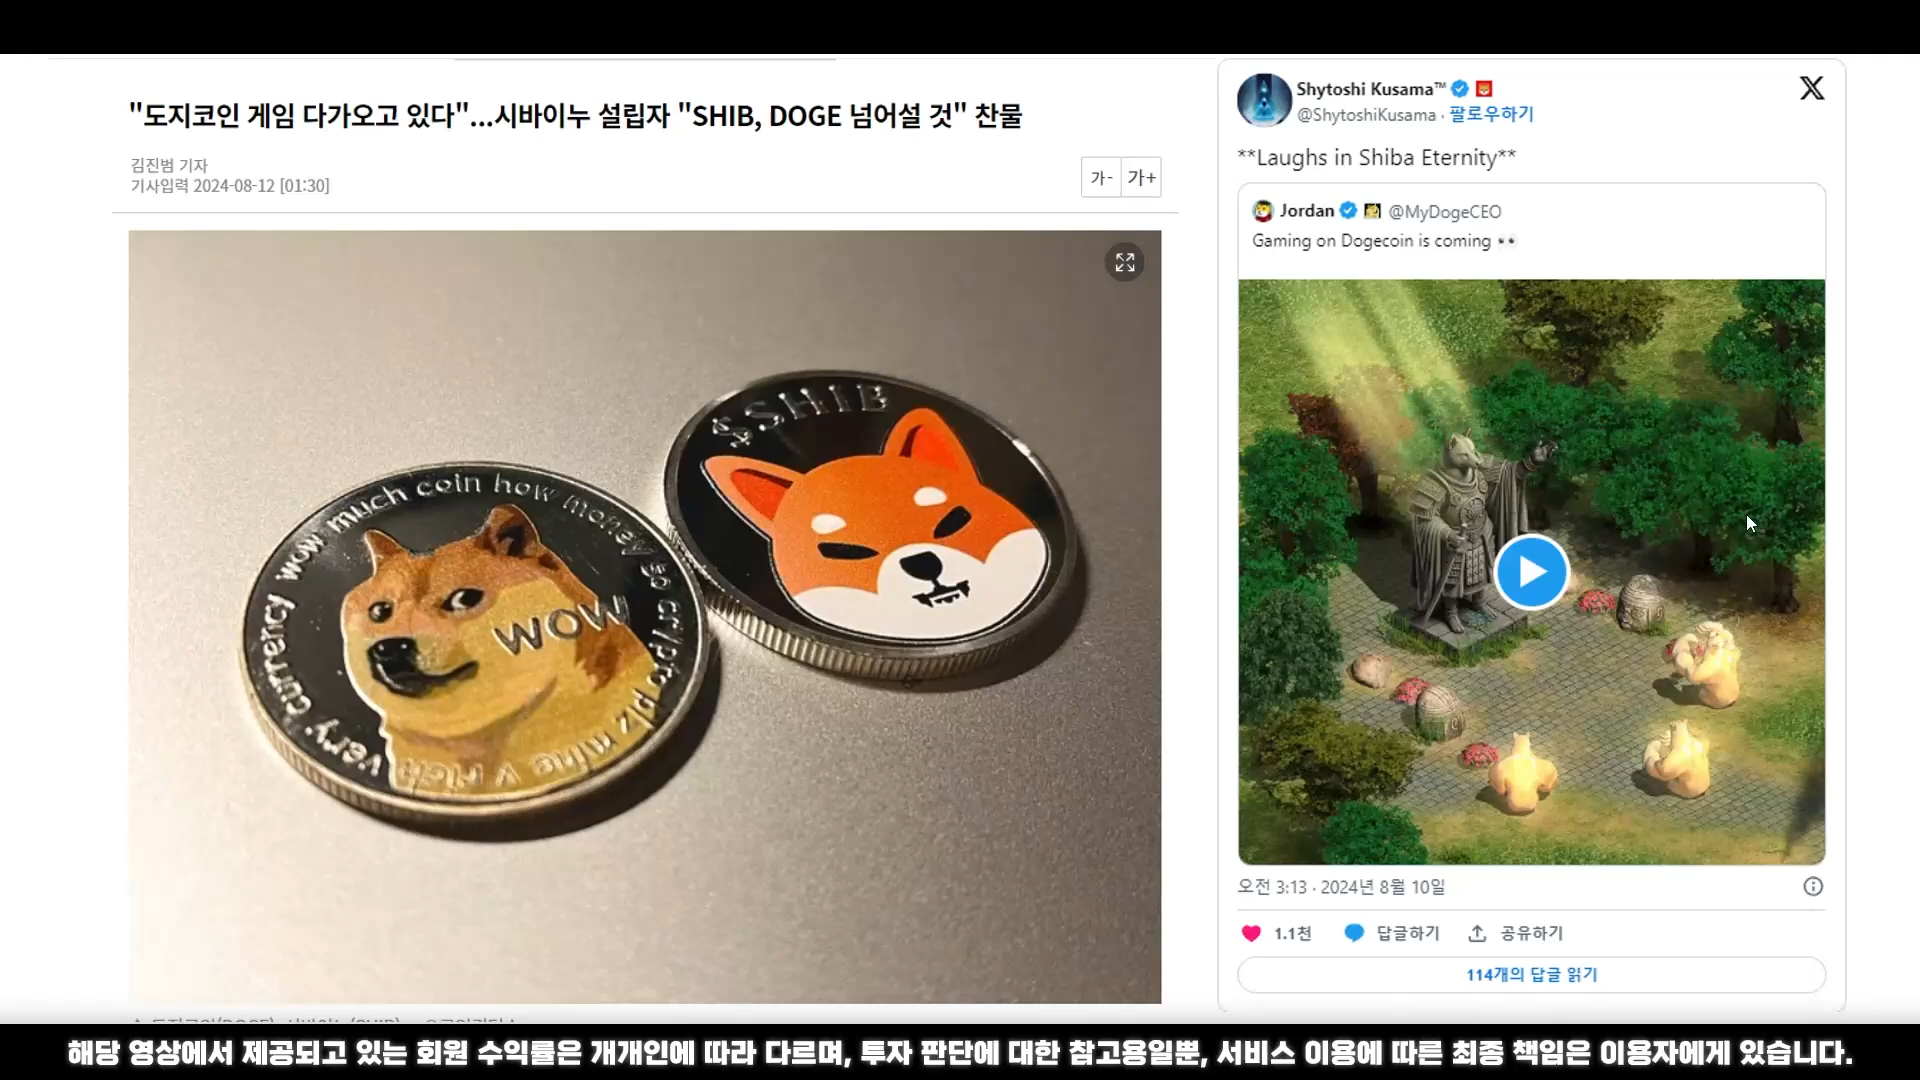 "도지코인 게임 다가오고 있다"...시바이누 설립자 "SHIB, DOGE 넘어설 것" 찬물
김진범 기자
기사입력 2024-08-12 [01:30]
가- 가+
$SHIB
very currency wow much coin how money so crypto plz mine v rich
WOW
Shytoshi Kusama™
@ShytoshiKusama · 팔로우하기
**Laughs in Shiba Eternity**
Jordan @MyDogeCEO
Gaming on Dogecoin is coming 👀
오전 3:13 · 2024년 8월 10일
1.1천 답글하기 공유하기
114개의 답글 읽기
해당 영상에서 제공되고 있는 회원 수익률은 개개인에 따라 다르며, 투자 판단에 대한 참고용일뿐, 서비스 이용에 따른 최종 책임은 이용자에게 있습니다.